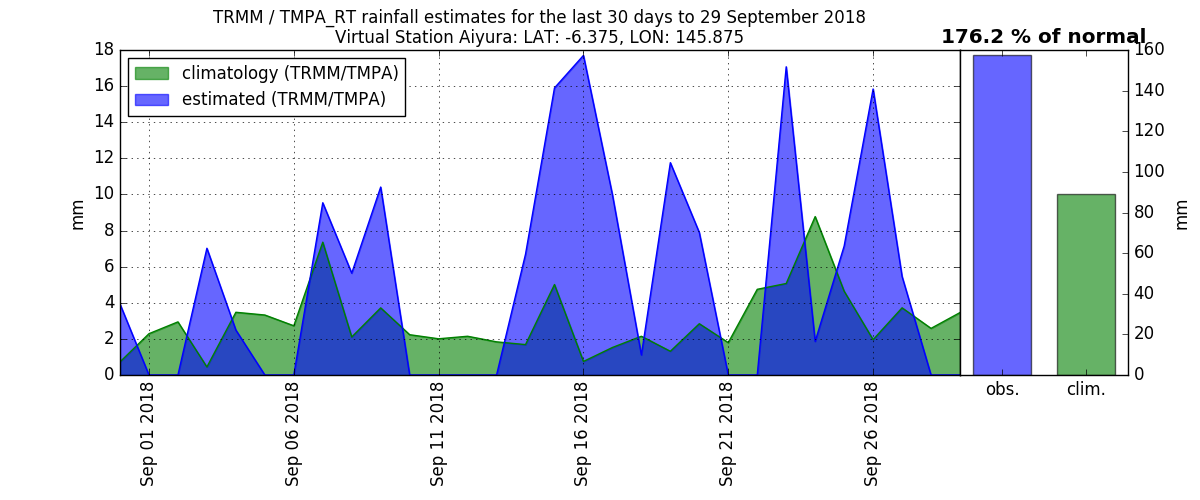 TRMM / TMPA_RT rainfall estimates for the last 30 days to 29 September 2018
Virtual Station Aiyura: LAT: -6.375, LON: 145.875
176.2 % of normal
climatology (TRMM/TMPA)
estimated (TRMM/TMPA)
mm
18
16
14
12
10
8
6
4
2
0
Sep 01 2018
Sep 06 2018
Sep 11 2018
Sep 16 2018
Sep 21 2018
Sep 26 2018
160
140
120
100
80
60
40
20
0
mm
obs.
clim.